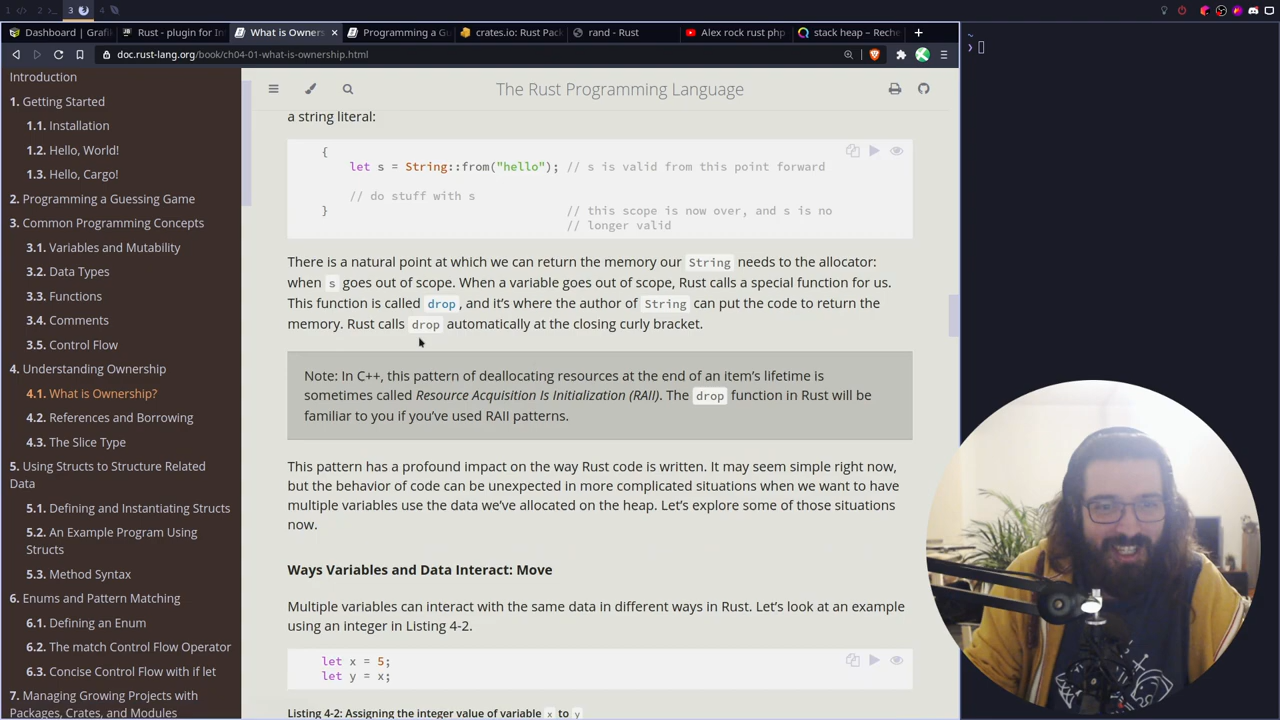 1
2
3
4
Dashboard | Grafi
Rust - plugin for In
What is Owners
Programming a Gu
crates.io: Rust Pack
rand - Rust
Alex rock rust php
stack heap – Reche
doc.rust-lang.org/book/ch04-01-what-is-ownership.html
Introduction
1. Getting Started
1.1. Installation
1.2. Hello, World!
1.3. Hello, Cargo!
2. Programming a Guessing Game
3. Common Programming Concepts
3.1. Variables and Mutability
3.2. Data Types
3.3. Functions
3.4. Comments
3.5. Control Flow
4. Understanding Ownership
4.1. What is Ownership?
4.2. References and Borrowing
4.3. The Slice Type
5. Using Structs to Structure Related
Data
5.1. Defining and Instantiating Structs
5.2. An Example Program Using
Structs
5.3. Method Syntax
6. Enums and Pattern Matching
6.1. Defining an Enum
6.2. The match Control Flow Operator
6.3. Concise Control Flow with if let
7. Managing Growing Projects with
Packages, Crates, and Modules
The Rust Programming Language
a string literal:
{
let s = String::from("hello"); // s is valid from this point forward
// do stuff with s
} // this scope is now over, and s is no
// longer valid
There is a natural point at which we can return the memory our String needs to the allocator:
when s goes out of scope. When a variable goes out of scope, Rust calls a special function for us.
This function is called drop, and it’s where the author of String can put the code to return the
memory. Rust calls drop automatically at the closing curly bracket.
Note: In C++, this pattern of deallocating resources at the end of an item’s lifetime is
sometimes called Resource Acquisition Is Initialization (RAII). The drop function in Rust will be
familiar to you if you’ve used RAII patterns.
This pattern has a profound impact on the way Rust code is written. It may seem simple right now,
but the behavior of code can be unexpected in more complicated situations when we want to have
multiple variables use the data we’ve allocated on the heap. Let’s explore some of those situations
now.
Ways Variables and Data Interact: Move
Multiple variables can interact with the same data in different ways in Rust. Let’s look at an example
using an integer in Listing 4-2.
let x = 5;
let y = x;
Listing 4-2: Assigning the integer value of variable x to y
~